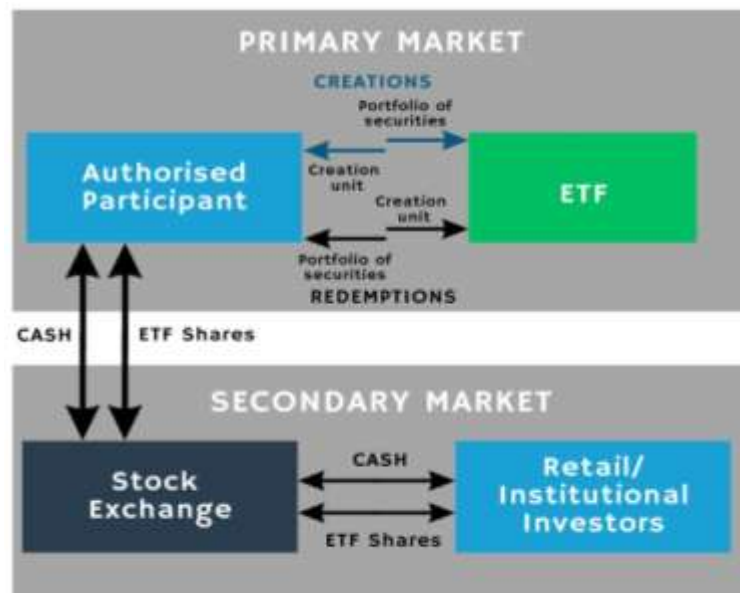 PRIMARY MARKET
CREATIONS
Portfolio of
securities
Authorised
Participant
Creation
unit
Creation
unit
ETF
Portfolio of
securities
REDEMPTIONS
CASH
ETF Shares
SECONDARY MARKET
Stock
Exchange
CASH
ETF Shares
Retail/
Institutional
Investors